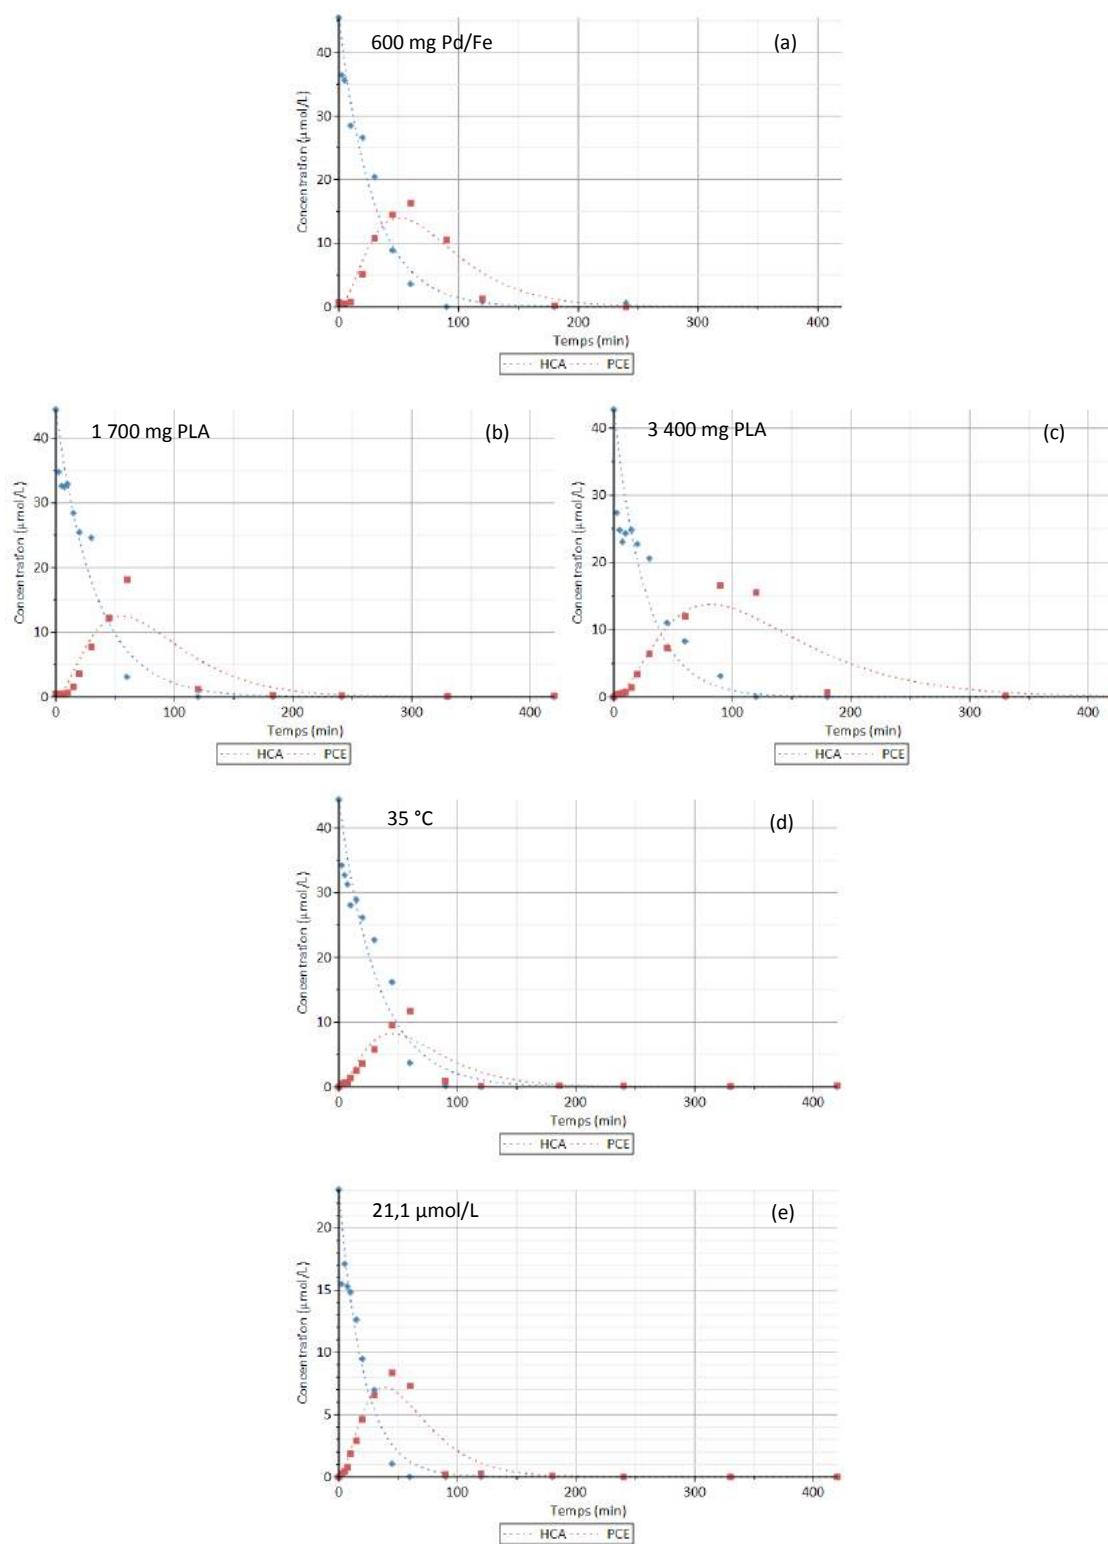 600 mg Pd/Fe
(a)
Concentration (µmol/L)
40
30
20
10
0
0 100 200 300 400
Temps (min)
HCA PCE
1 700 mg PLA
(b)
Concentration (µmol/L)
40
30
20
10
0
0 100 200 300 400
Temps (min)
HCA PCE
3 400 mg PLA
(c)
Concentration (µmol/L)
40
30
20
10
0
0 100 200 300 400
Temps (min)
HCA PCE
35 °C
(d)
Concentration (µmol/L)
40
30
20
10
0
0 100 200 300 400
Temps (min)
HCA PCE
21,1 µmol/L
(e)
Concentration (µmol/L)
20
15
10
5
0
0 100 200 300 400
Temps (min)
HCA PCE